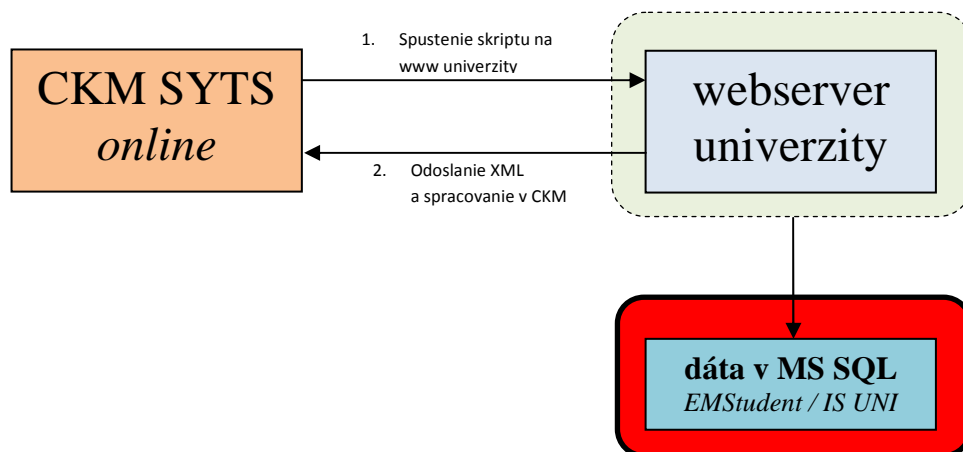 1. Spustenie skriptu na
www univerzity
CKM SYTS
online
webserver
univerzity
2. Odoslanie XML
a spracovanie v CKM
dáta v MS SQL
EMStudent / IS UNI